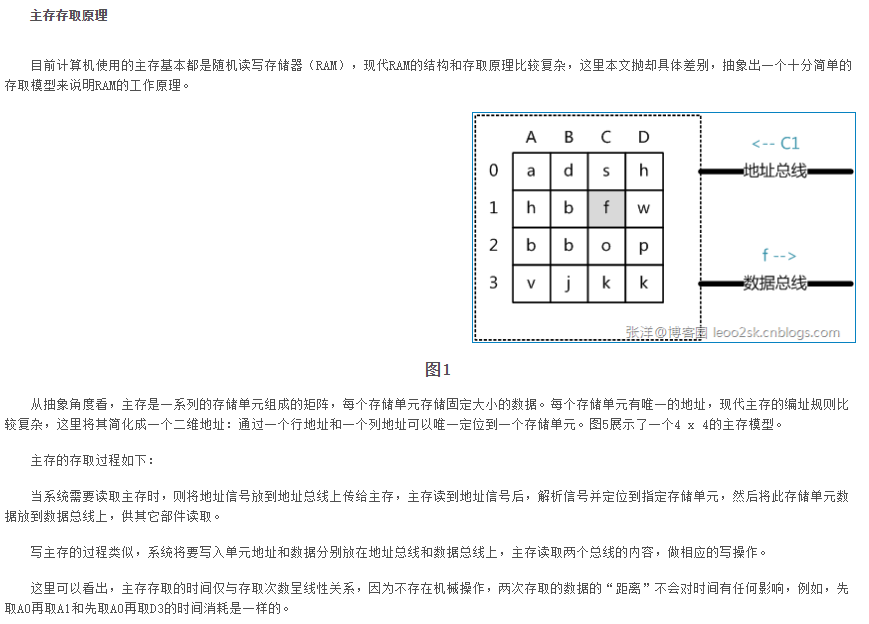 主存存取原理
目前计算机使用的主存基本都是随机读写存储器（RAM），现代RAM的结构和存取原理比较复杂，这里本文抛却具体差别，抽象出一个十分简单的
存取模型来说明RAM的工作原理。
A B C D
0 a d s h
1 h b f w
2 b b o p
3 v j k k
<-- C1
地址总线
f -->
数据总线
张洋@博客园 leoo2sk.cnblogs.com
图1
从抽象角度看，主存是一系列的存储单元组成的矩阵，每个存储单元存储固定大小的数据。每个存储单元有唯一的地址，现代主存的编址规则比
较复杂，这里将其简化成一个二维地址：通过一个行地址和一个列地址可以唯一定位到一个存储单元。图5展示了一个4 x 4的主存模型。
主存的存取过程如下：
当系统需要读取主存时，则将地址信号放到地址总线上传给主存，主存读到地址信号后，解析信号并定位到指定存储单元，然后将此存储单元数
据放到数据总线上，供其它部件读取。
写主存的过程类似，系统将要写入单元地址和数据分别放在地址总线和数据总线上，主存读取两个总线的内容，做相应的写操作。
这里可以看出，主存存取的时间仅与存取次数呈线性关系，因为不存在机械操作，两次存取的数据的“距离”不会对时间有任何影响，例如，先
取A0再取A1和先取A0再取D3的时间消耗是一样的。